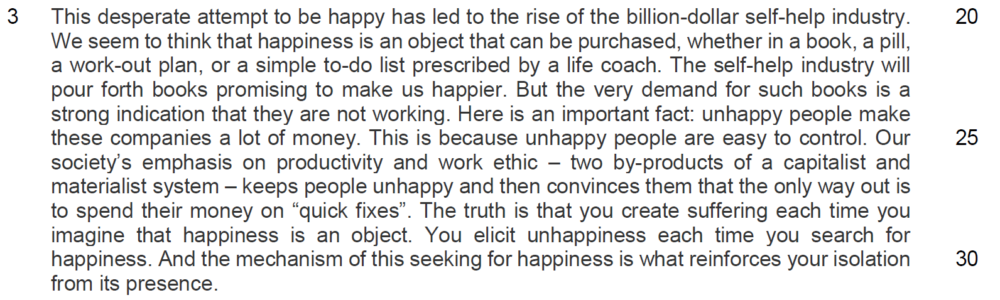 3 This desperate attempt to be happy has led to the rise of the billion-dollar self-help industry. 20
We seem to think that happiness is an object that can be purchased, whether in a book, a pill,
a work-out plan, or a simple to-do list prescribed by a life coach. The self-help industry will
pour forth books promising to make us happier. But the very demand for such books is a
strong indication that they are not working. Here is an important fact: unhappy people make
these companies a lot of money. This is because unhappy people are easy to control. Our 25
society’s emphasis on productivity and work ethic – two by-products of a capitalist and
materialist system – keeps people unhappy and then convinces them that the only way out is
to spend their money on “quick fixes”. The truth is that you create suffering each time you
imagine that happiness is an object. You elicit unhappiness each time you search for
happiness. And the mechanism of this seeking for happiness is what reinforces your isolation 30
from its presence.